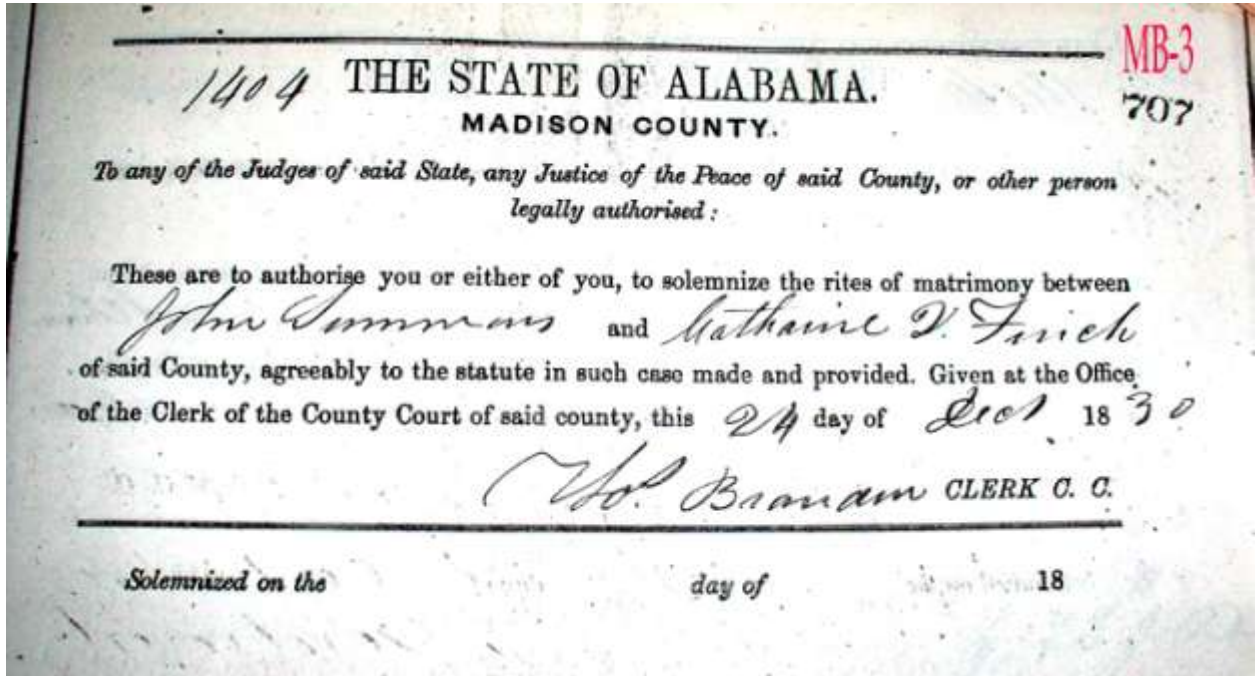 MB-3
1404 THE STATE OF ALABAMA.
707
MADISON COUNTY.
To any of the Judges of said State, any Justice of the Peace of said County, or other person
legally authorised :
These are to authorise you or either of you, to solemnize the rites of matrimony between
John Simmons and Catharine V. Finch
of said County, agreeably to the statute in such case made and provided. Given at the Office
of the Clerk of the County Court of said county, this 24 day of 1830
Thos. Brandon CLERK C. C.
Solemnized on the day of 18